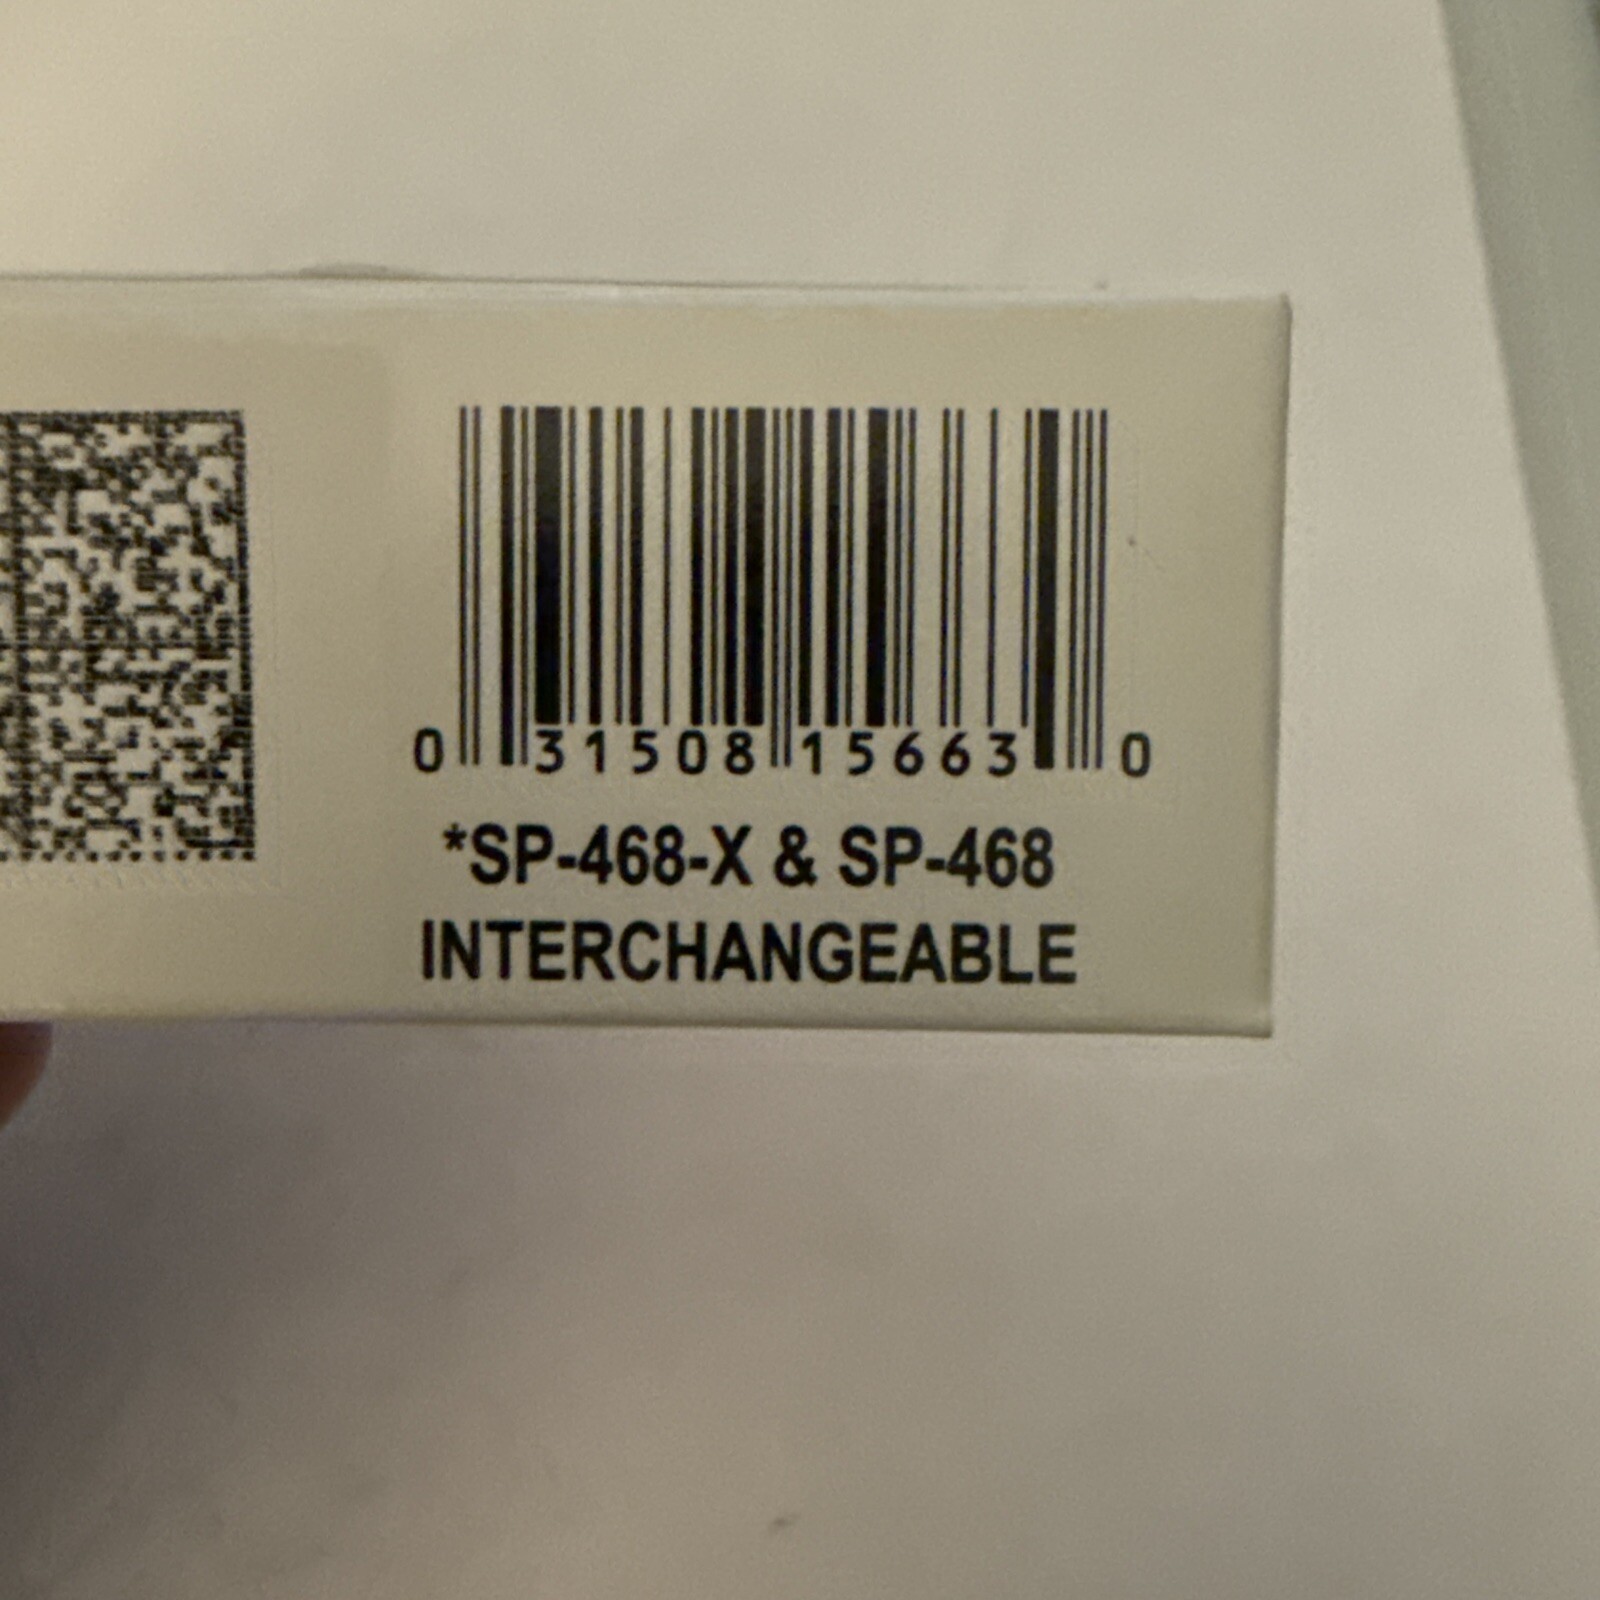 0 31508 15663 0
*SP-468-X & SP-468
INTERCHANGEABLE